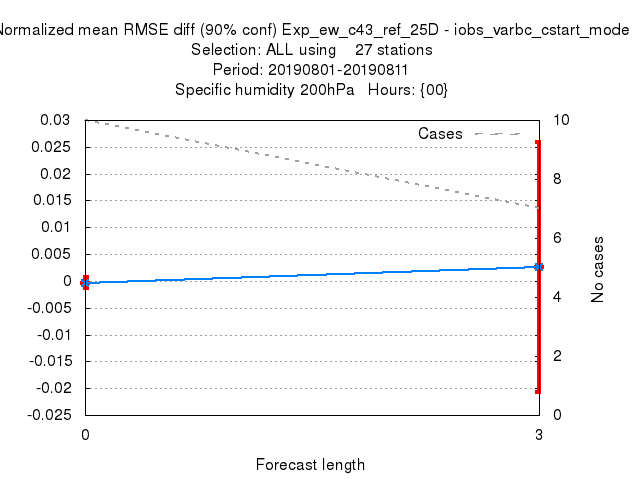 Normalized mean RMSE diff (90% conf) Exp_ew_c43_ref_25D - iobs_varbc_cstart_mode
Selection: ALL using 27 stations
Period: 20190801-20190811
Specific humidity 200hPa Hours: {00}
Cases
0.03
0.025
0.02
0.015
0.01
0.005
0
-0.005
-0.01
-0.015
-0.02
-0.025
10
8
6
4
2
0
No cases
0 3
Forecast length